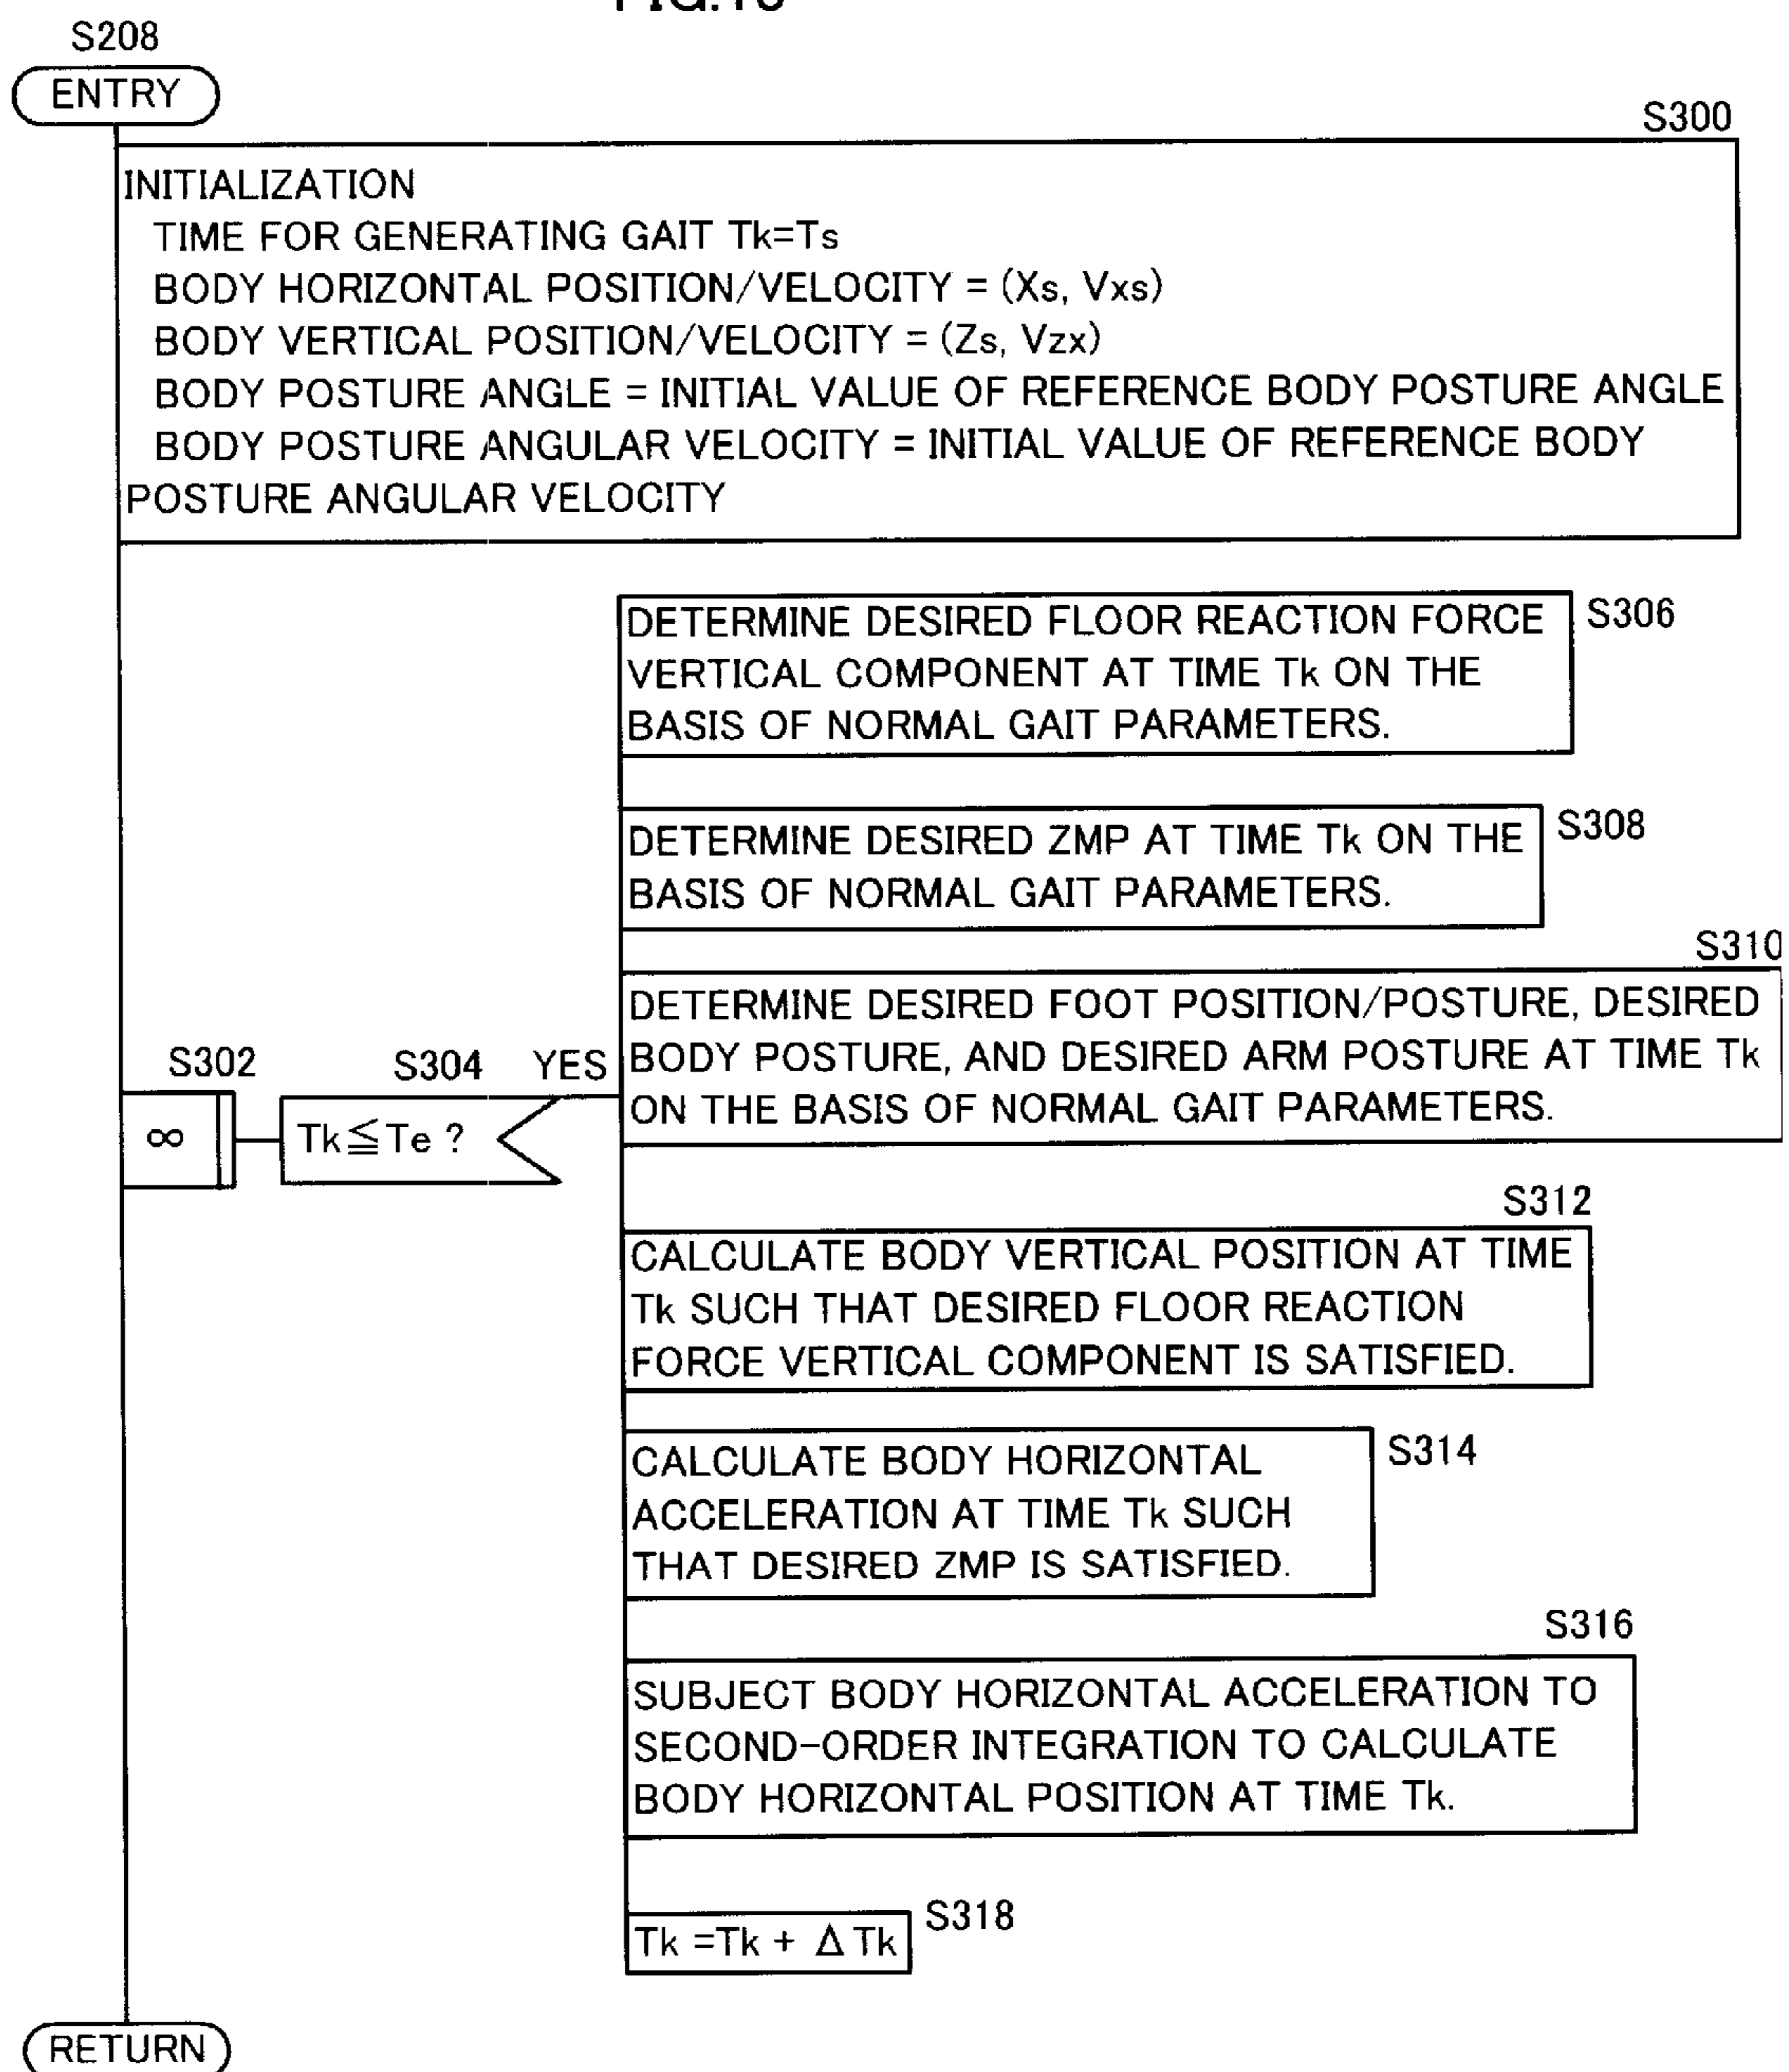 S208
ENTRY
S300
INITIALIZATION
TIME FOR GENERATING GAIT Tk=Ts
BODY HORIZONTAL POSITION/VELOCITY = (Xs, Vxs)
BODY VERTICAL POSITION/VELOCITY = (Zs, Vzx)
BODY POSTURE ANGLE = INITIAL VALUE OF REFERENCE BODY POSTURE ANGLE
BODY POSTURE ANGULAR VELOCITY = INITIAL VALUE OF REFERENCE BODY
POSTURE ANGULAR VELOCITY
S302
∞
S304
Tk≦Te ?
YES
S306
DETERMINE DESIRED FLOOR REACTION FORCE
VERTICAL COMPONENT AT TIME Tk ON THE
BASIS OF NORMAL GAIT PARAMETERS.
S308
DETERMINE DESIRED ZMP AT TIME Tk ON THE
BASIS OF NORMAL GAIT PARAMETERS.
S310
DETERMINE DESIRED FOOT POSITION/POSTURE, DESIRED
BODY POSTURE, AND DESIRED ARM POSTURE AT TIME Tk
ON THE BASIS OF NORMAL GAIT PARAMETERS.
S312
CALCULATE BODY VERTICAL POSITION AT TIME
Tk SUCH THAT DESIRED FLOOR REACTION
FORCE VERTICAL COMPONENT IS SATISFIED.
S314
CALCULATE BODY HORIZONTAL
ACCELERATION AT TIME Tk SUCH
THAT DESIRED ZMP IS SATISFIED.
S316
SUBJECT BODY HORIZONTAL ACCELERATION TO
SECOND-ORDER INTEGRATION TO CALCULATE
BODY HORIZONTAL POSITION AT TIME Tk.
S318
Tk =Tk + Δ Tk
RETURN